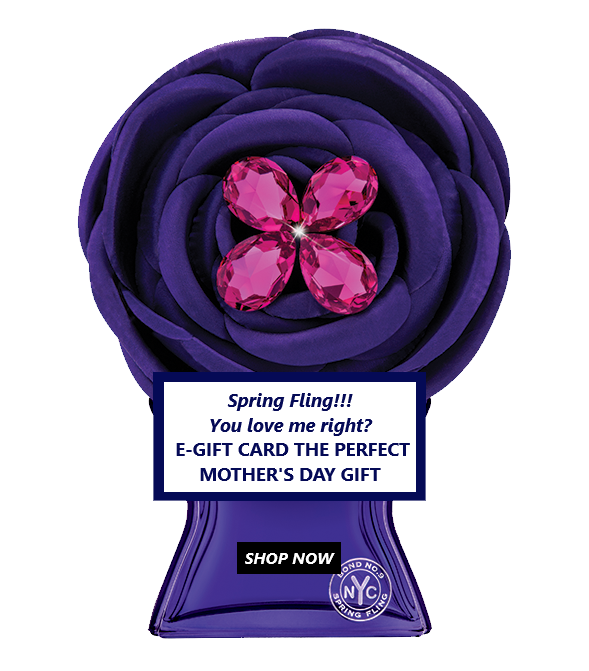 Spring Fling!!!
You love me right?
E-GIFT CARD THE PERFECT
MOTHER'S DAY GIFT
SHOP NOW
BOND NO.9
NYC
SPRING FLING